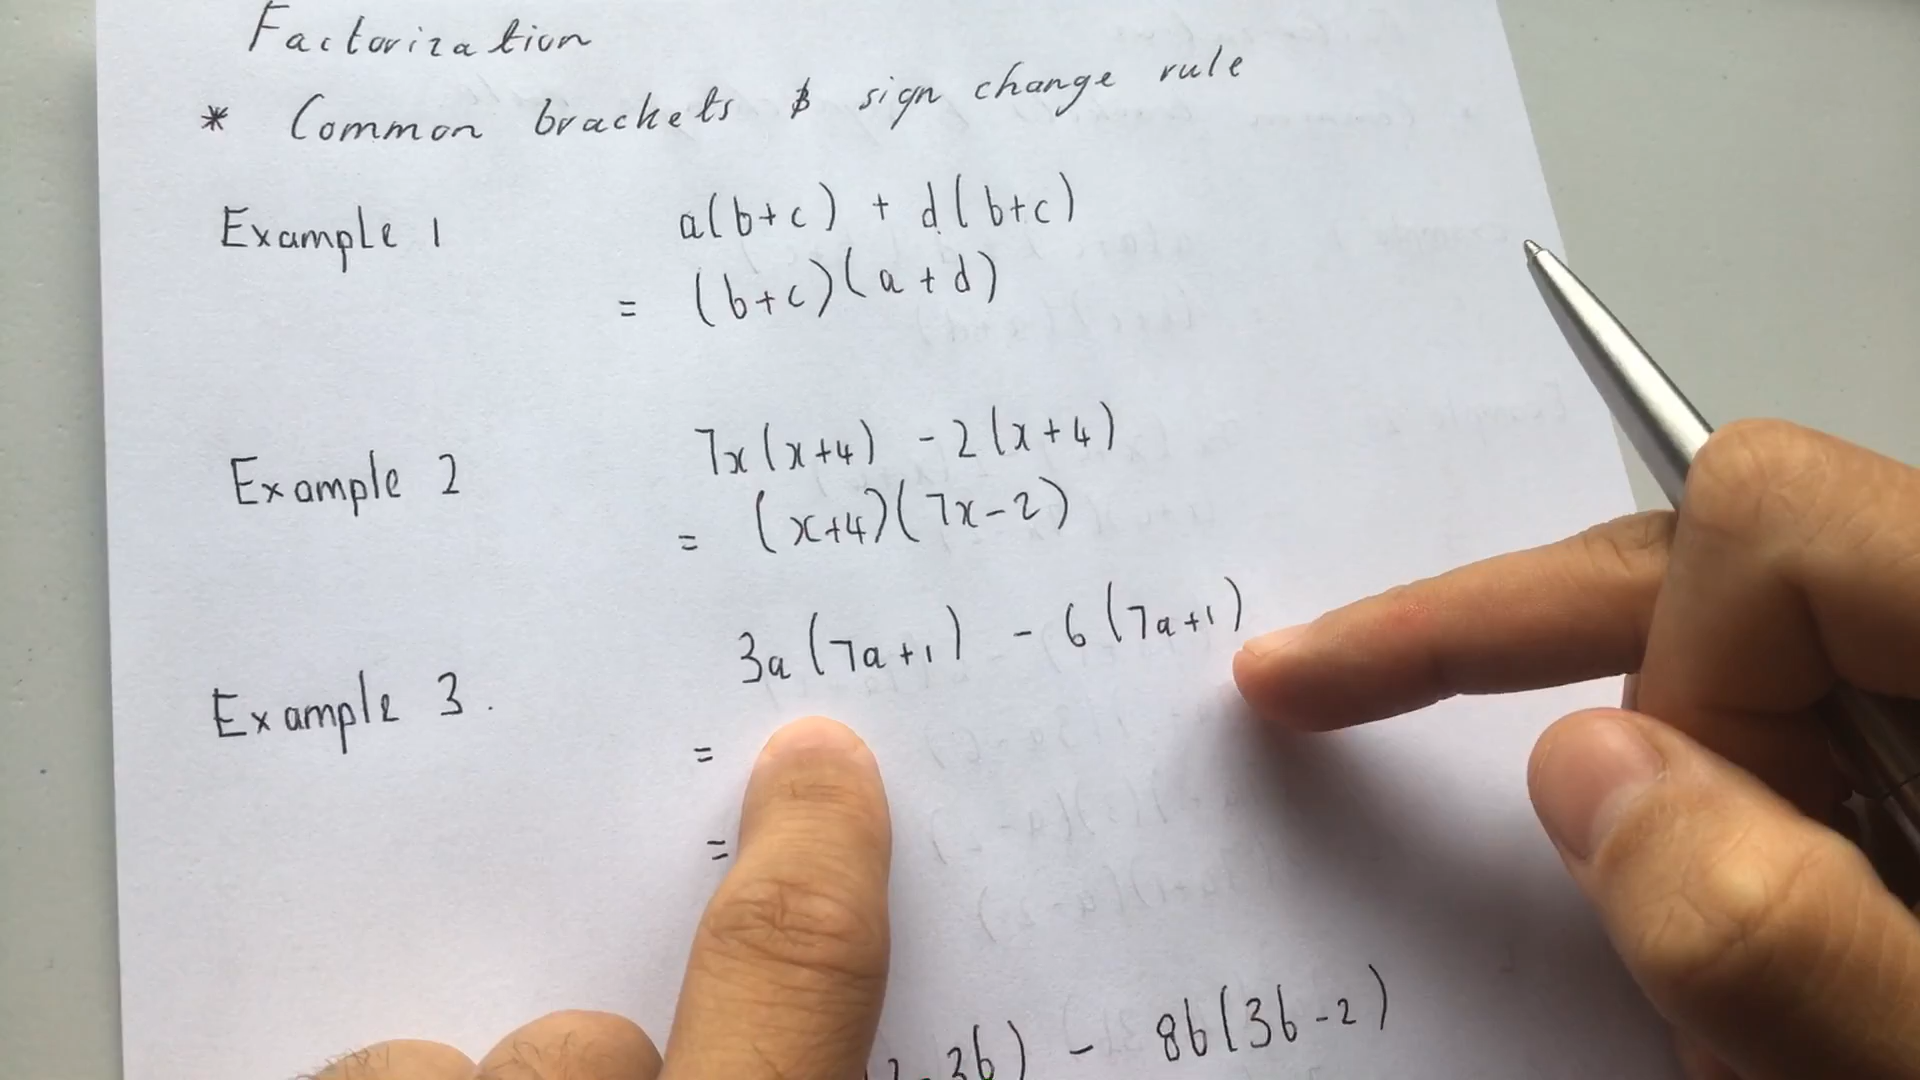 Factorization
* Common brackets & sign change rule
Example 1 a(b+c) + d(b+c)
= (b+c)(a+d)
Example 2 7x(x+4) -2(x+4)
= (x+4)(7x-2)
Example 3. 3a(7a+1) - 6(7a+1)
=
=
-3b) - 8b(3b-2)